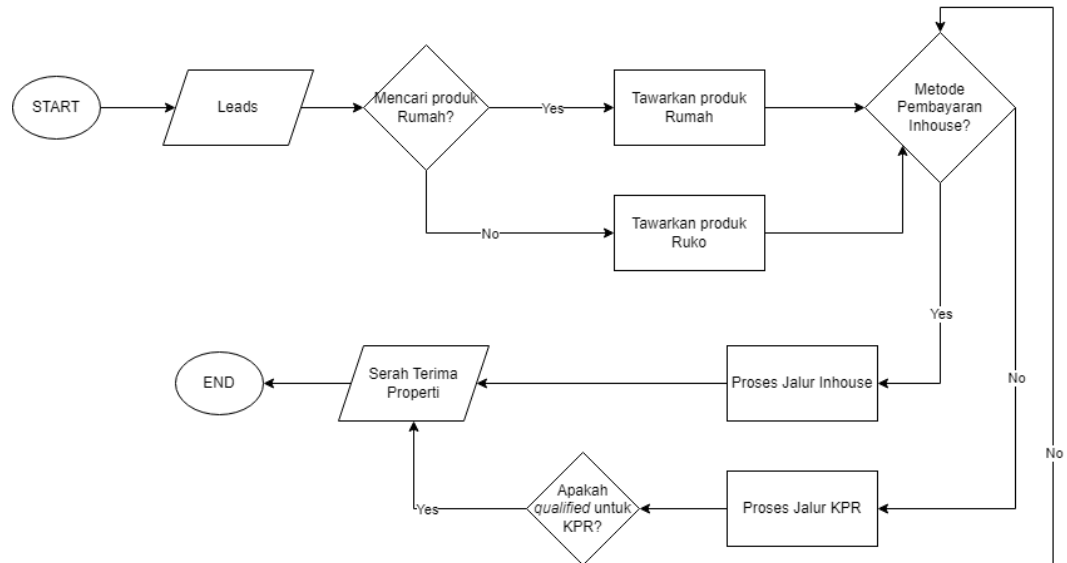 START
Leads
Mencari produk
Rumah?
Yes
Tawarkan produk
Rumah
Metode
Pembayaran
Inhouse?
No
Tawarkan produk
Ruko
Yes
No
END
Serah Terima
Properti
Proses Jalur Inhouse
No
Yes
Apakah
qualified untuk
KPR?
Proses Jalur KPR